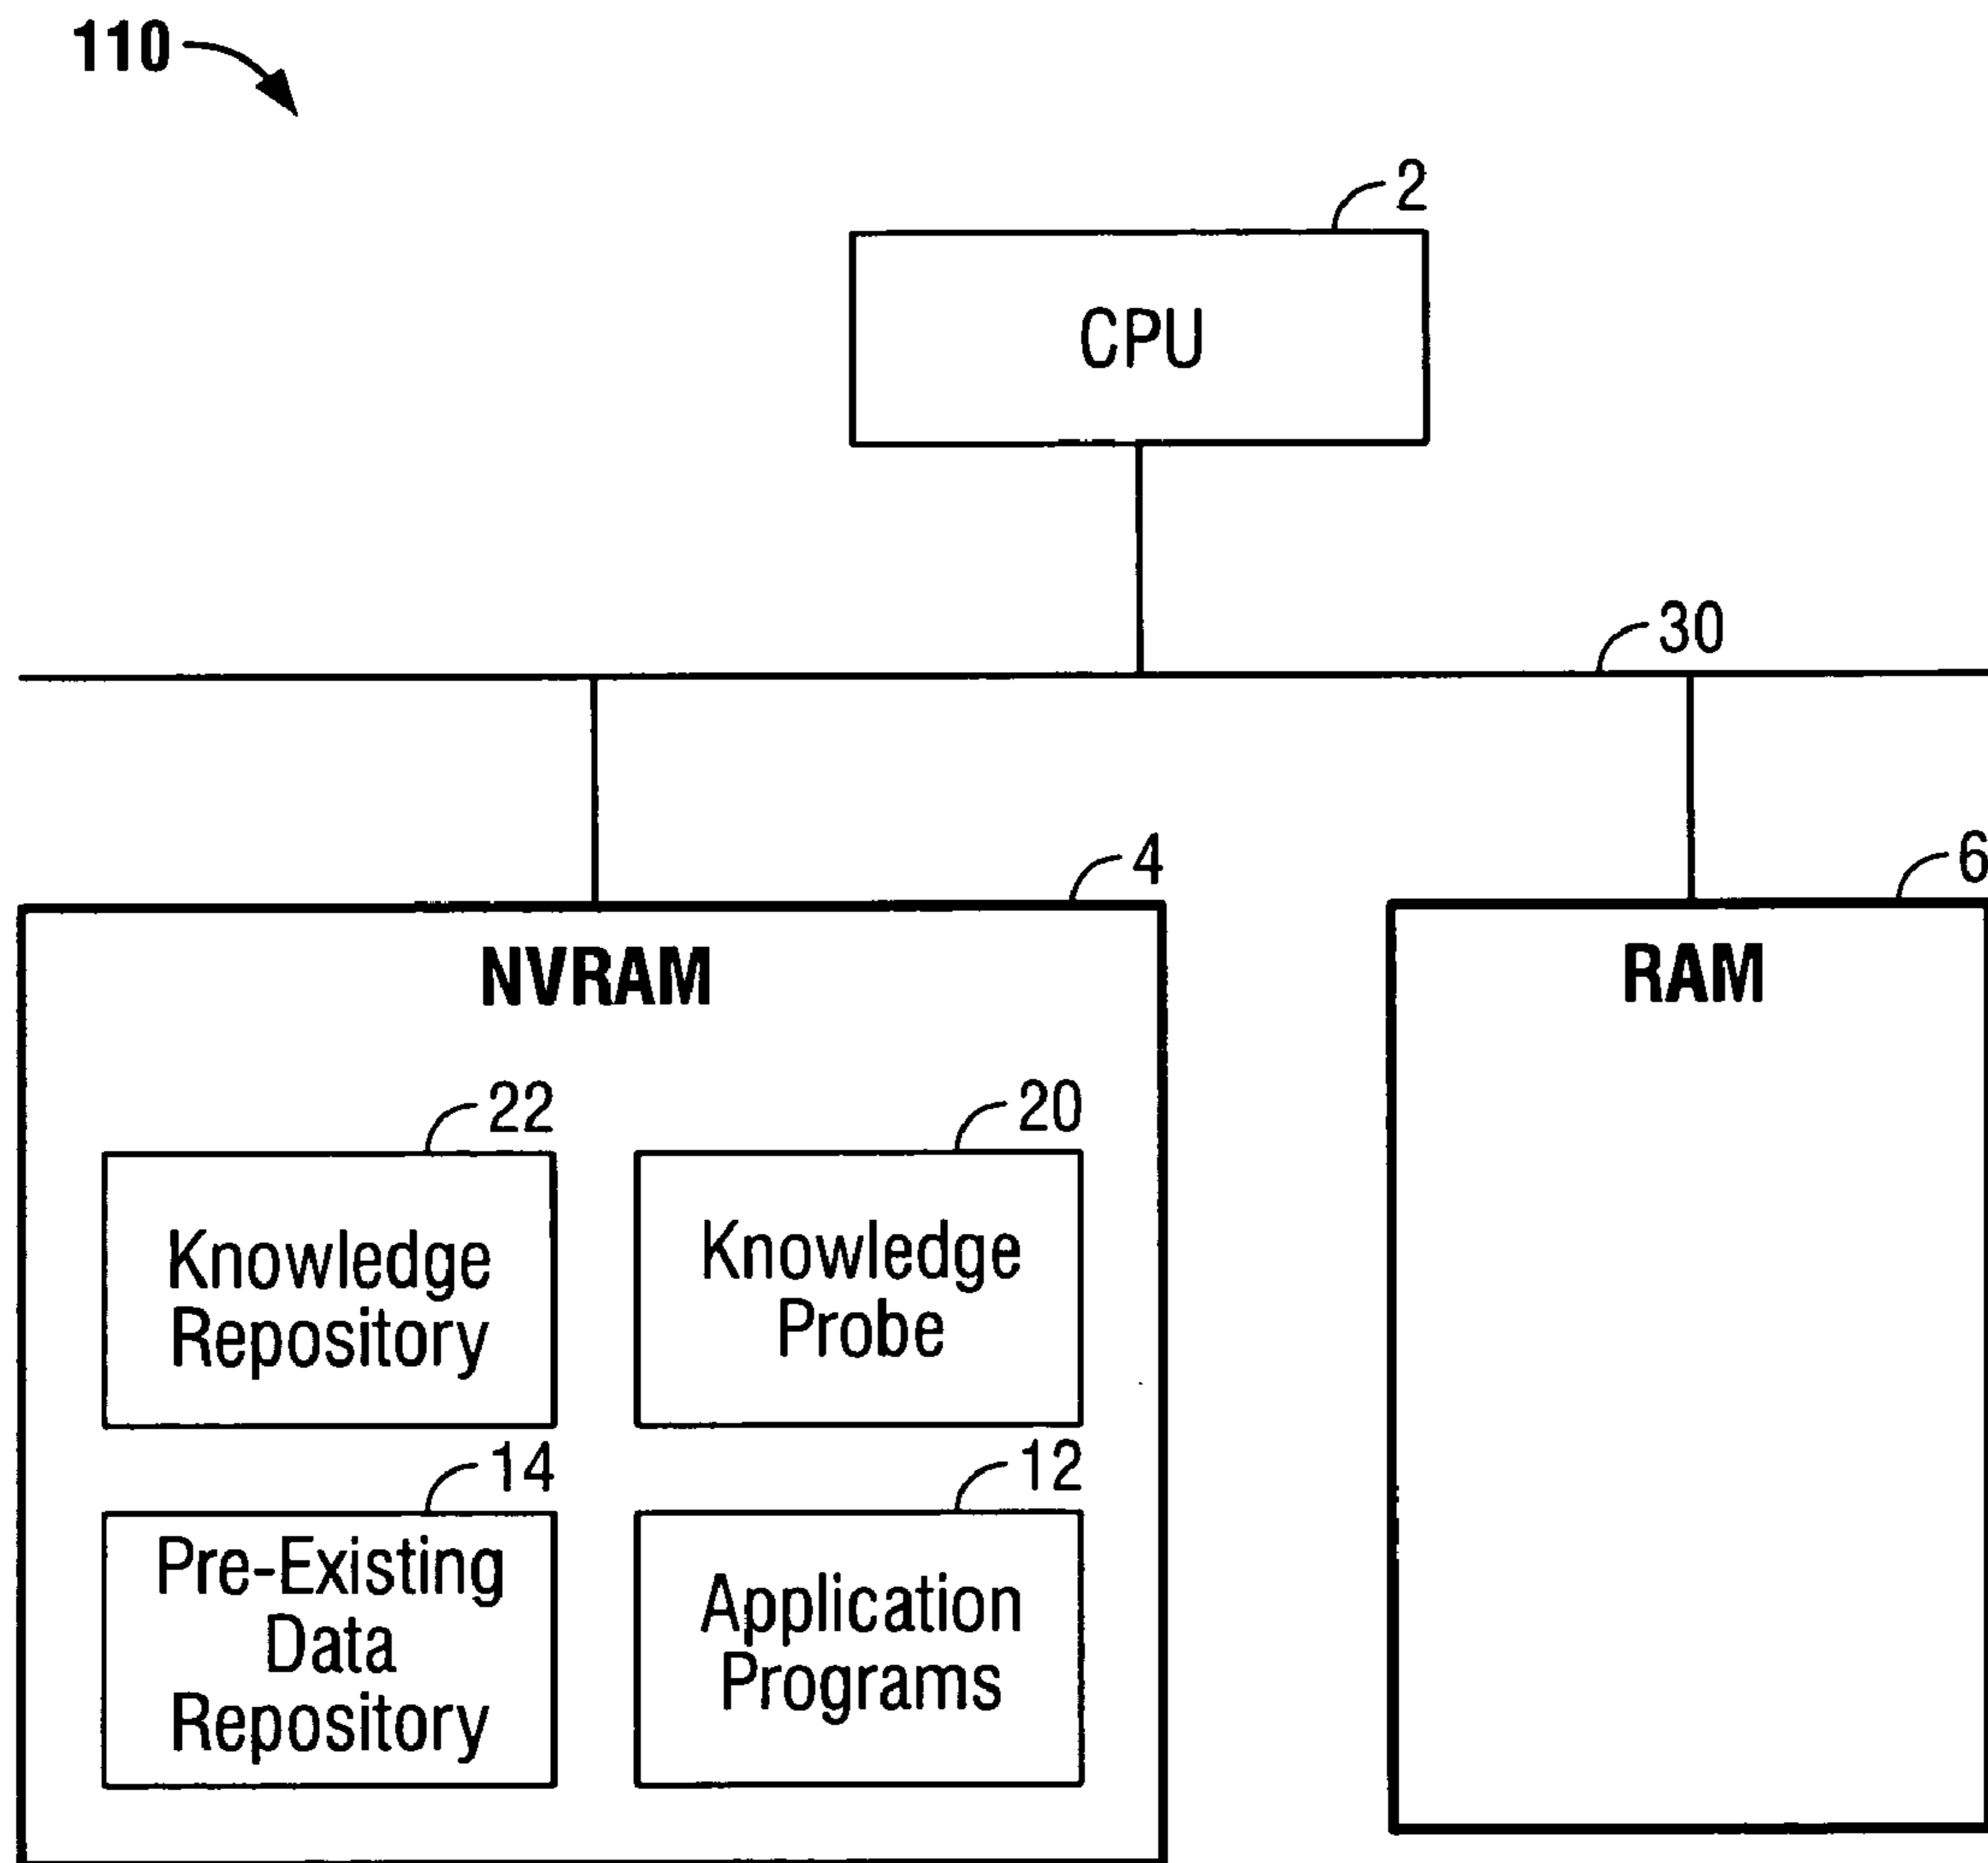 110
2
CPU
30
4
6
NVRAM
RAM
22
20
Knowledge
Repository
Knowledge
Probe
14
12
Pre-Existing
Data
Repository
Application
Programs